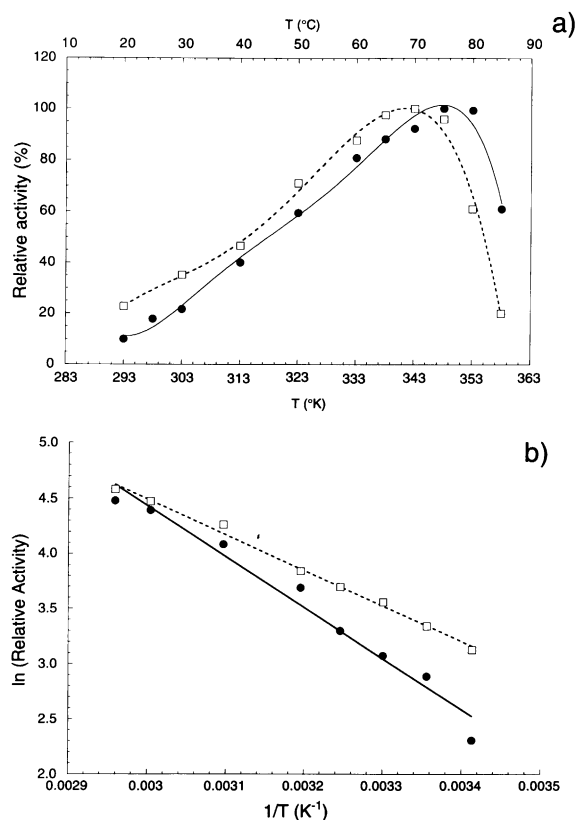 T (°C)
a)
10 20 30 40 50 60 70 80 90
120
100
80
60
40
20
0
Relative activity (%)
283 293 303 313 323 333 343 353 363
T (°K)
b)
5.0
4.5
4.0
3.5
3.0
2.5
2.0
ln (Relative Activity)
0.0029 0.003 0.0031 0.0032 0.0033 0.0034 0.0035
1/T (K-1)